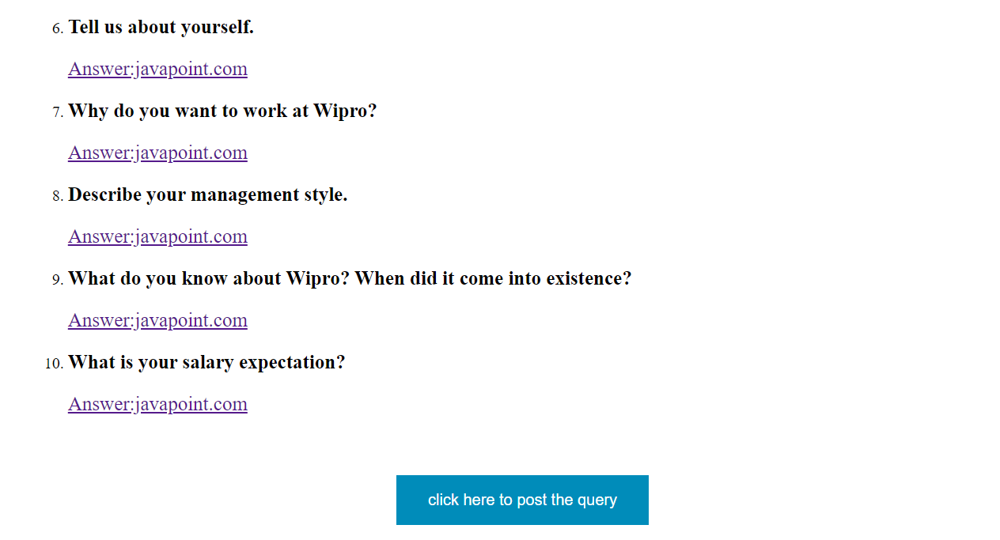 6. Tell us about yourself.
Answer:javapoint.com
7. Why do you want to work at Wipro?
Answer:javapoint.com
8. Describe your management style.
Answer:javapoint.com
9. What do you know about Wipro? When did it come into existence?
Answer:javapoint.com
10. What is your salary expectation?
Answer:javapoint.com
click here to post the query